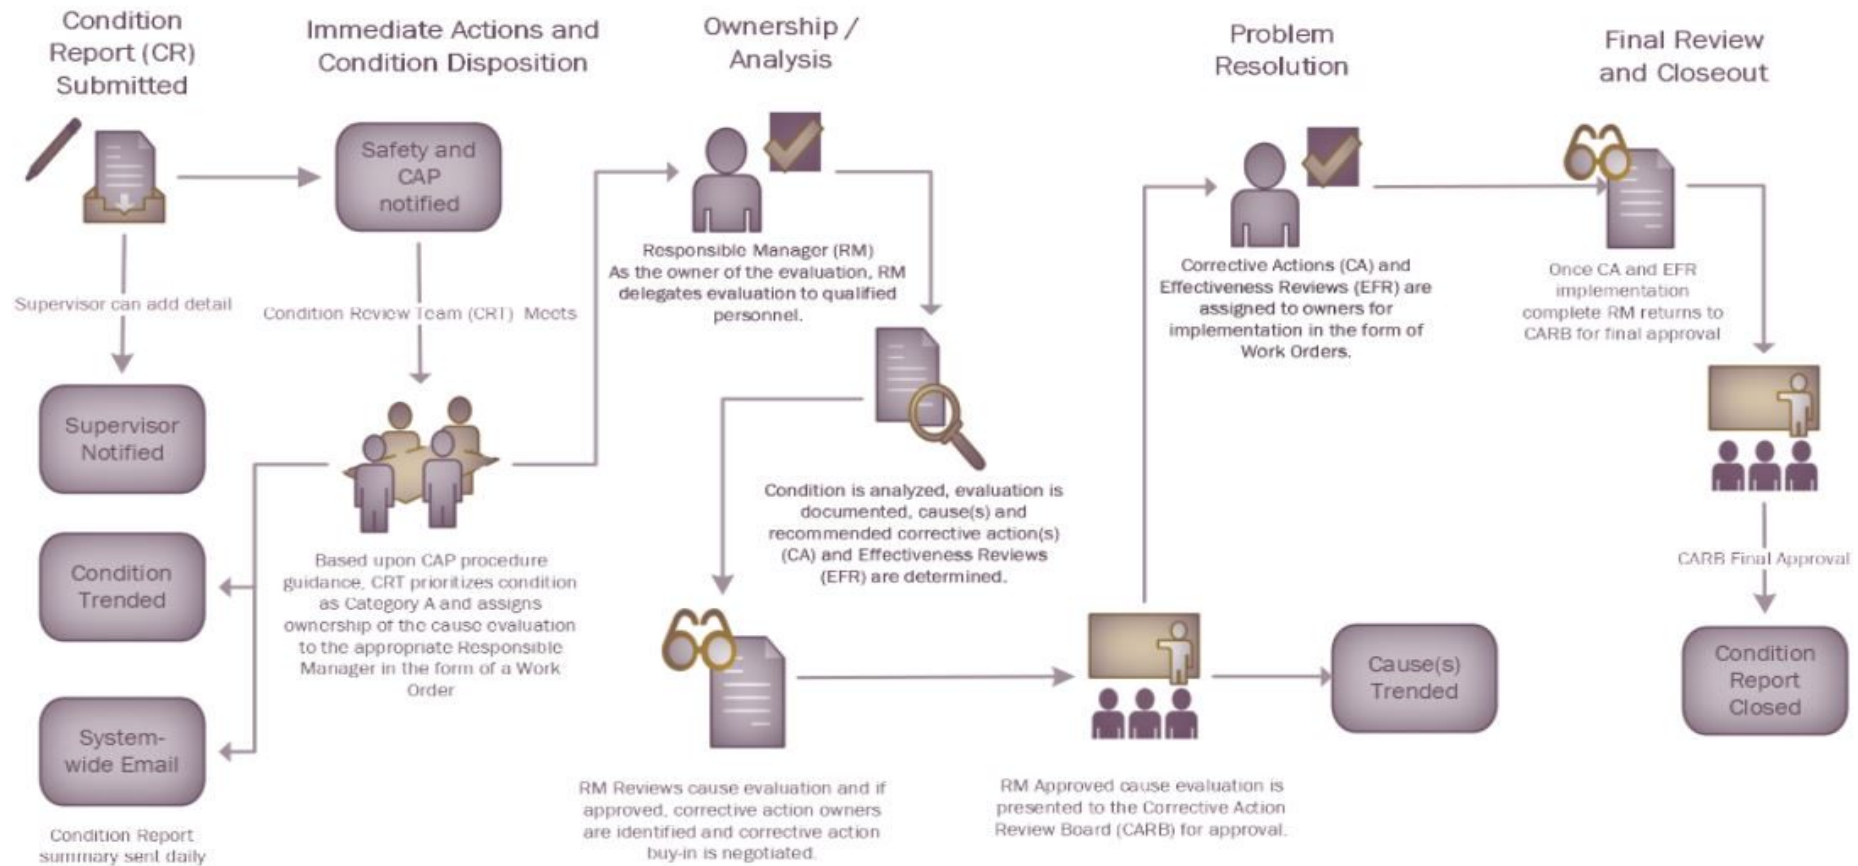 Condition
Report (CR)
Submitted
Immediate Actions and
Condition Disposition
Ownership /
Analysis
Problem
Resolution
Final Review
and Closeout
Safety and
CAP
notified
Supervisor can add detail
Condition Review Team (CRT) Meets
Supervisor
Notified
Condition
Trended
System-
wide Email
Condition Report
summary sent daily
Based upon CAP procedure
guidance, CRT prioritizes condition
as Category A and assigns
ownership of the cause evaluation
to the appropriate Responsible
Manager in the form of a Work
Order
Responsible Manager (RM)
As the owner of the evaluation, RM
delegates evaluation to qualified
personnel.
Condition is analyzed, evaluation is
documented, cause(s) and
recommended corrective action(s)
(CA) and Effectiveness Reviews
(EFR) are determined.
RM Reviews cause evaluation and if
approved, corrective action owners
are identified and corrective action
buy-in is negotiated.
RM Approved cause evaluation is
presented to the Corrective Action
Review Board (CARB) for approval.
Cause(s)
Trended
Corrective Actions (CA) and
Effectiveness Reviews (EFR) are
assigned to owners for
implementation in the form of
Work Orders.
Once CA and EFR
implementation
complete RM returns to
CARB for final approval
CARB Final Approval
Condition
Report
Closed